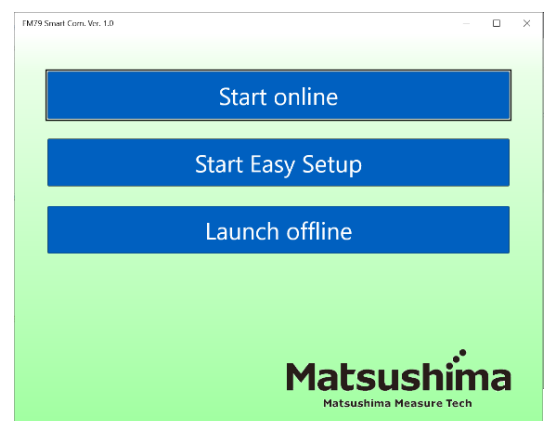 FM79 Smart Com. Ver. 1.0
Start online
Start Easy Setup
Launch offline
Matsushima
Matsushima Measure Tech